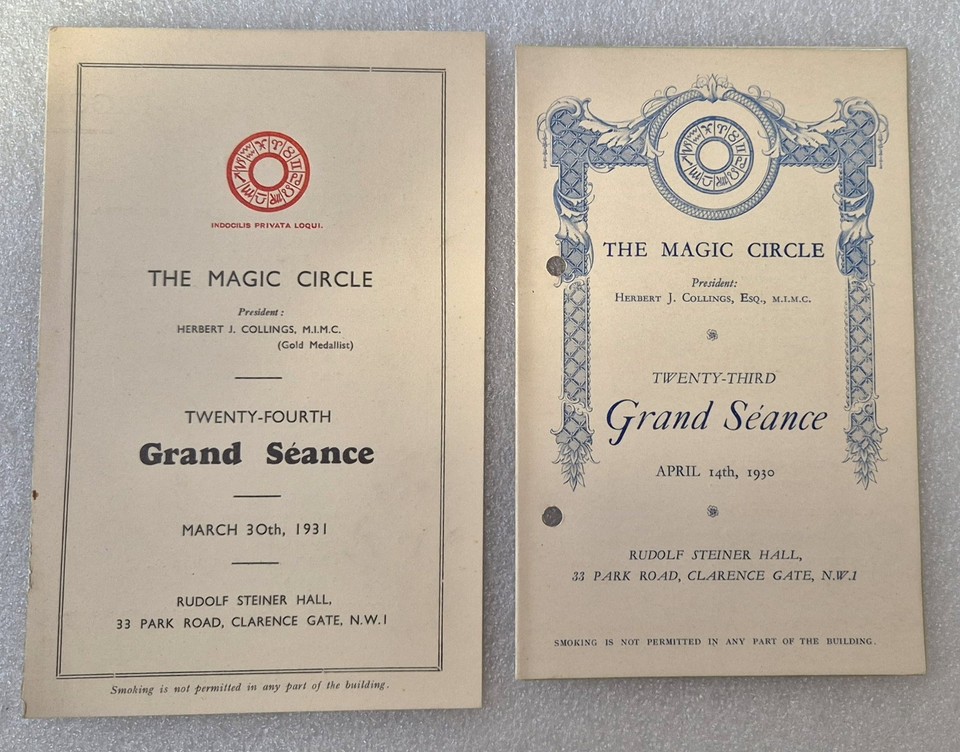 INDOCILIS PRIVATA LOQUI.
THE MAGIC CIRCLE
President:
HERBERT J. COLLINGS, M.I.M.C.
(Gold Medallist)
TWENTY-FOURTH
Grand Séance
MARCH 30th, 1931
RUDOLF STEINER HALL,
33 PARK ROAD, CLARENCE GATE, N.W.1
Smoking is not permitted in any part of the building.
THE MAGIC CIRCLE
President:
HERBERT J. COLLINGS, ESQ., M.I.M.C.
TWENTY-THIRD
Grand Séance
APRIL 14th, 1930
RUDOLF STEINER HALL,
33 PARK ROAD, CLARENCE GATE, N.W.1
SMOKING IS NOT PERMITTED IN ANY PART OF THE BUILDING.